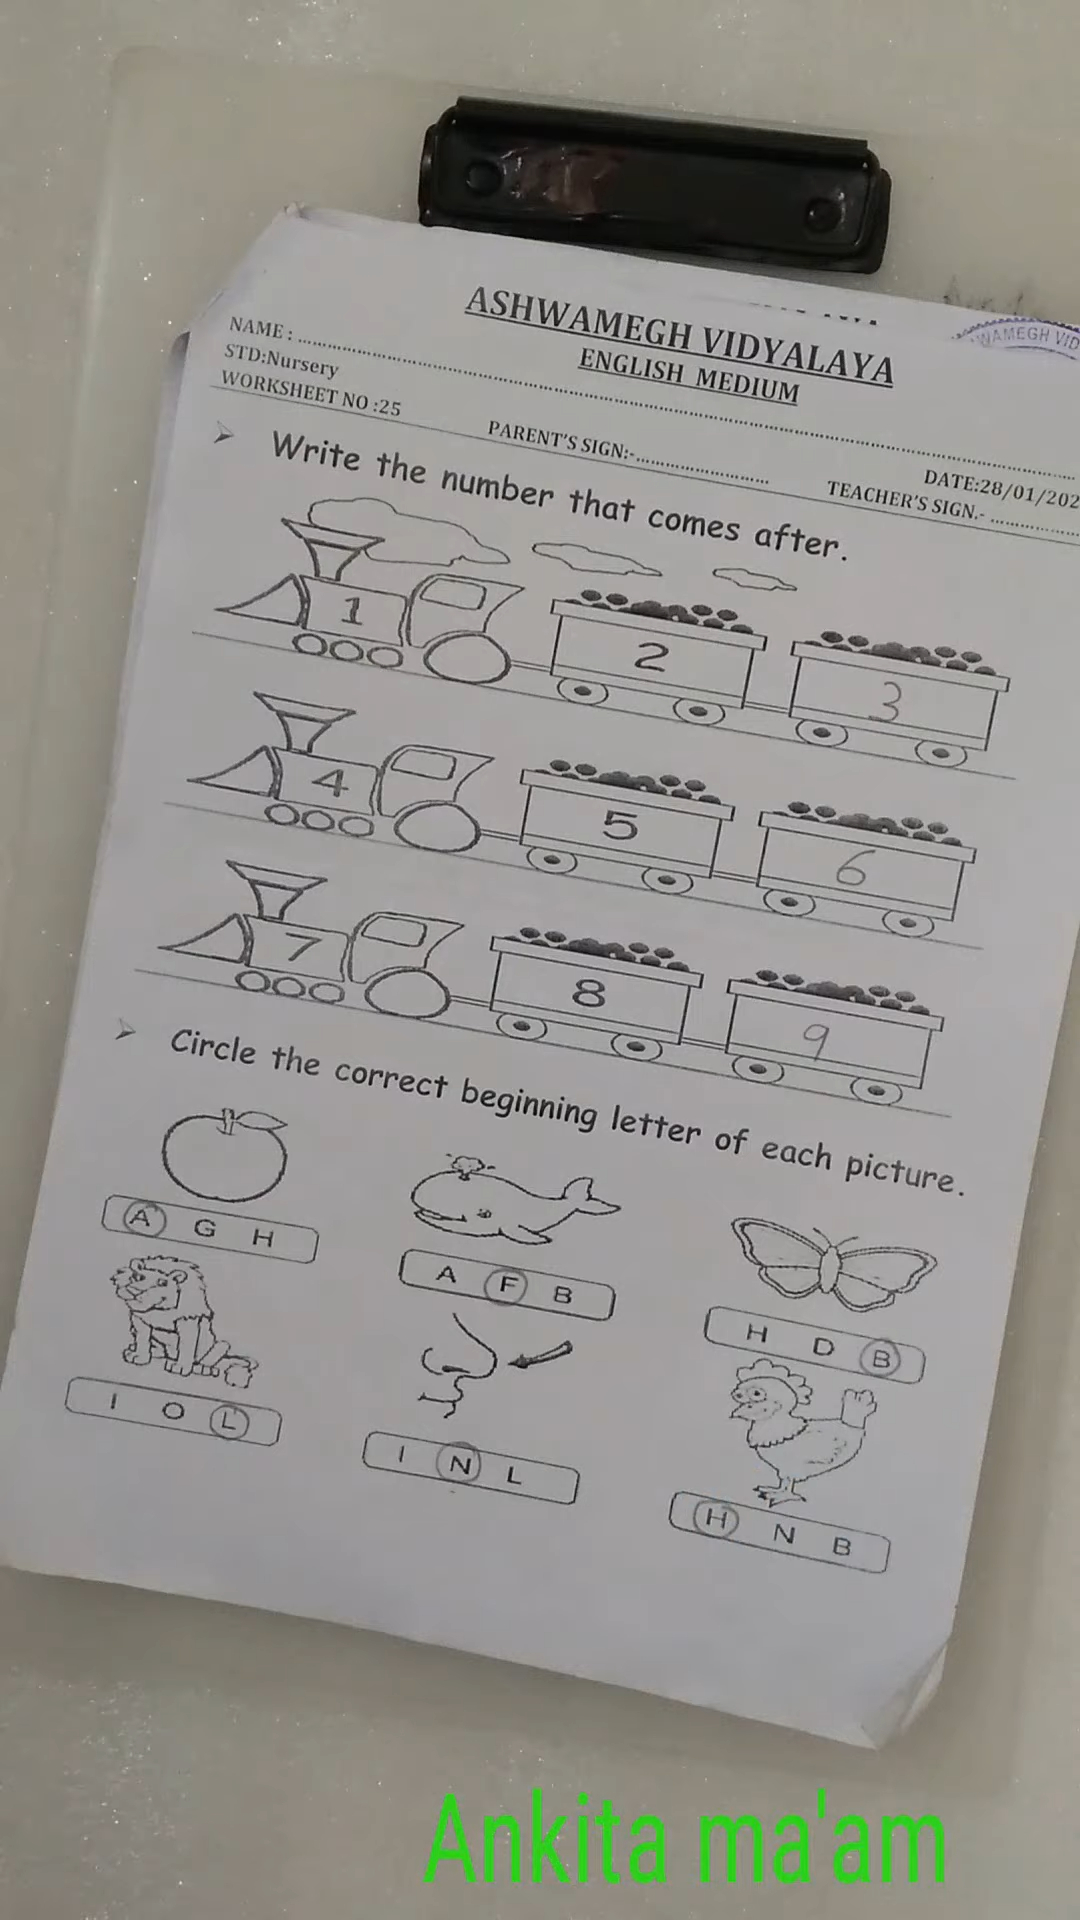 ASHWAMEGH VIDYALAYA
ENGLISH MEDIUM
WAMEGH VID
NAME : ........................................
STD:Nursery
DATE:28/01/202
WORKSHEET NO :25
PARENT'S SIGN:-........................
TEACHER'S SIGN.- ...............
Write the number that comes after.
1 2 3
4 5 6
7 8 9
Circle the correct beginning letter of each picture.
A G H
A F B
H D B
I O L
I N L
H N B
Ankita ma'am